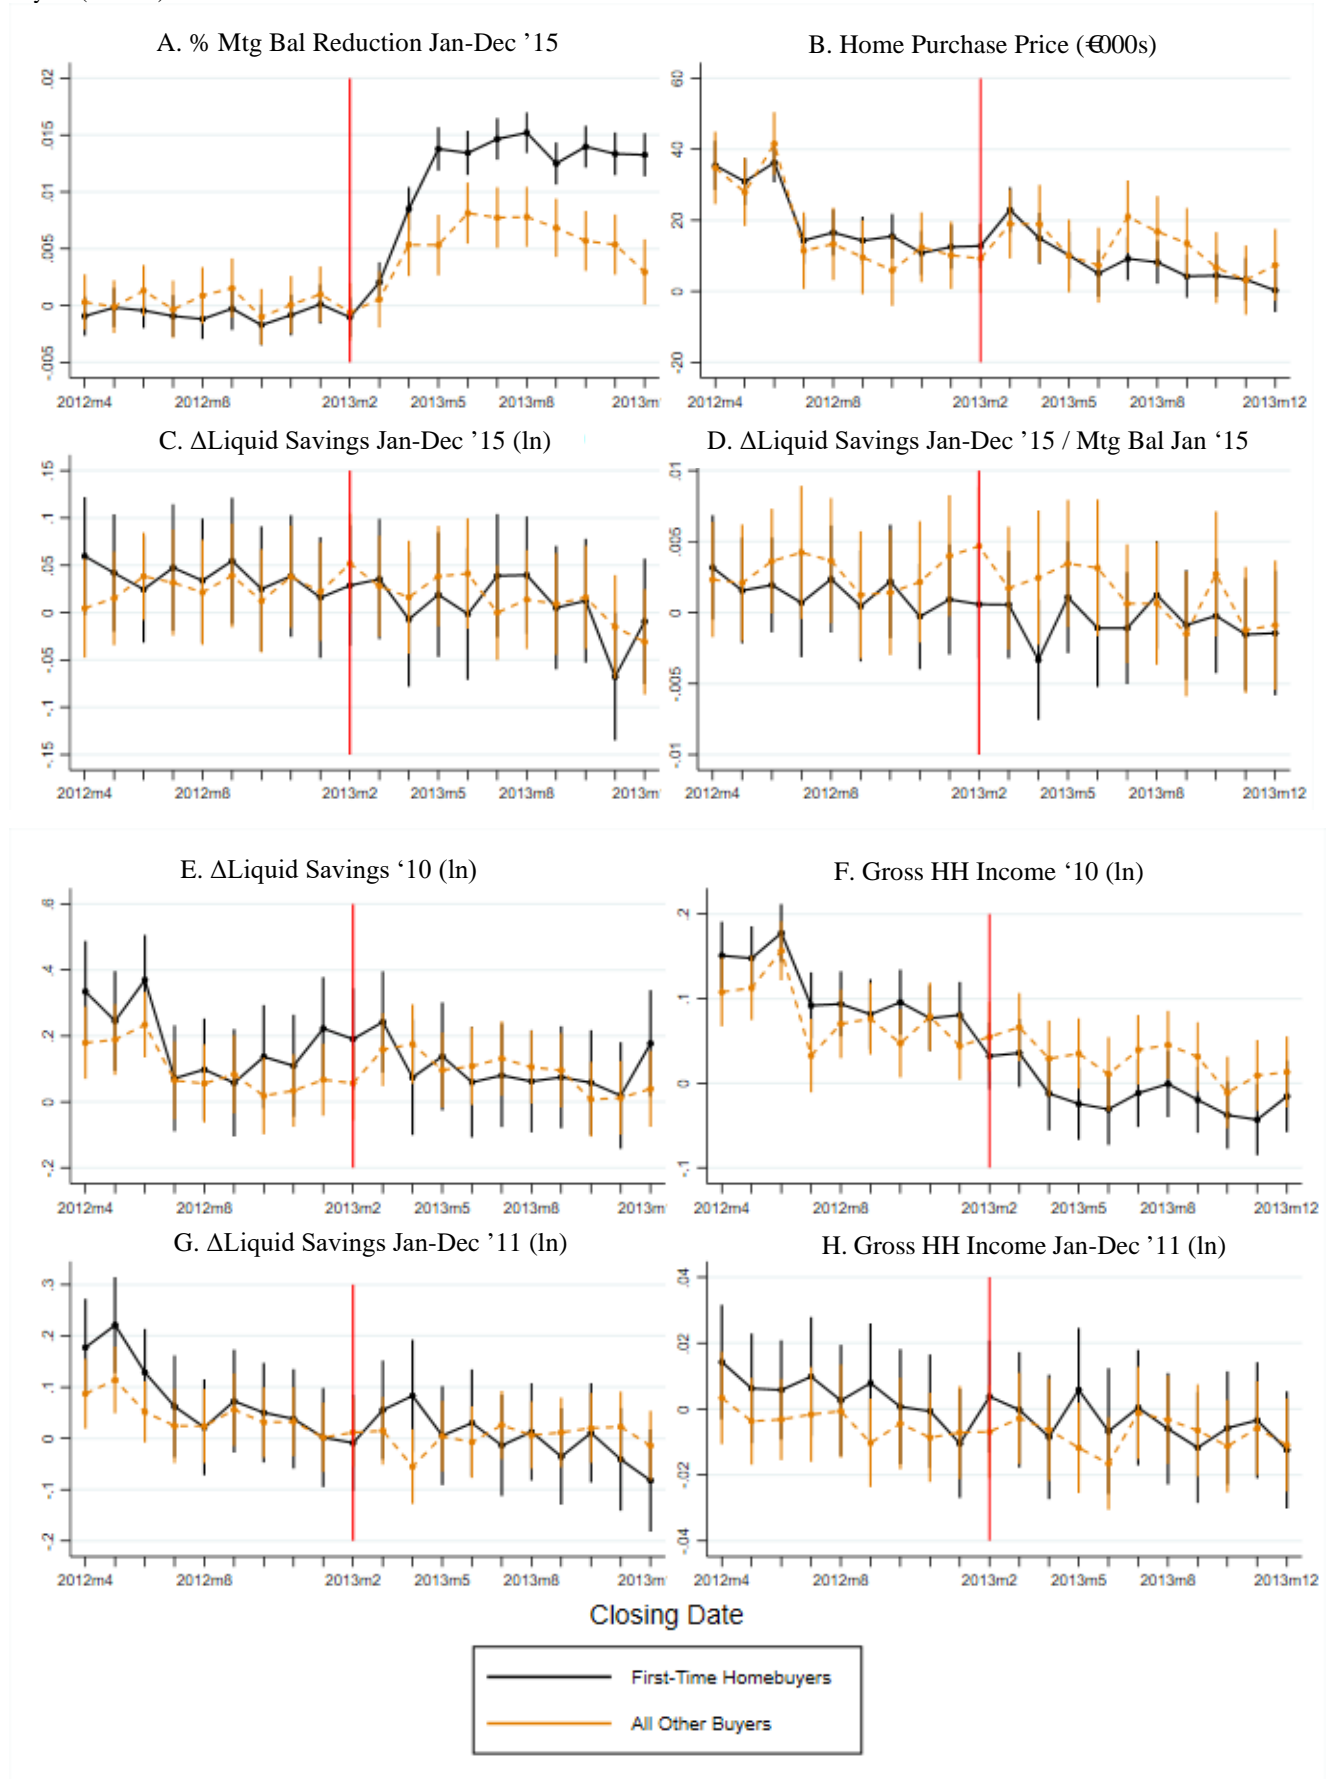 A. % Mtg Bal Reduction Jan-Dec ’15
.02
.015
.01
.005
0
-.005
2012m4 2012m8 2013m2 2013m5 2013m8 2013m
B. Home Purchase Price (€000s)
60
40
20
0
-20
2012m4 2012m8 2013m2 2013m5 2013m8 2013m12
C. ΔLiquid Savings Jan-Dec ’15 (ln)
.15
.1
.05
0
-.05
-.1
-.15
2012m4 2012m8 2013m2 2013m5 2013m8 2013m
D. ΔLiquid Savings Jan-Dec ’15 / Mtg Bal Jan ‘15
.01
.005
0
-.005
-.01
2012m4 2012m8 2013m2 2013m5 2013m8 2013m12
E. ΔLiquid Savings ‘10 (ln)
.6
.4
.2
0
-.2
2012m4 2012m8 2013m2 2013m5 2013m8 2013m
F. Gross HH Income ‘10 (ln)
.2
.1
0
-.1
2012m4 2012m8 2013m2 2013m5 2013m8 2013m12
G. ΔLiquid Savings Jan-Dec ’11 (ln)
.3
.2
.1
0
-.1
-.2
2012m4 2012m8 2013m2 2013m5 2013m8 2013m
H. Gross HH Income Jan-Dec ’11 (ln)
.04
.02
0
-.02
-.04
2012m4 2012m8 2013m2 2013m5 2013m8 2013m12
Closing Date
First-Time Homebuyers
All Other Buyers